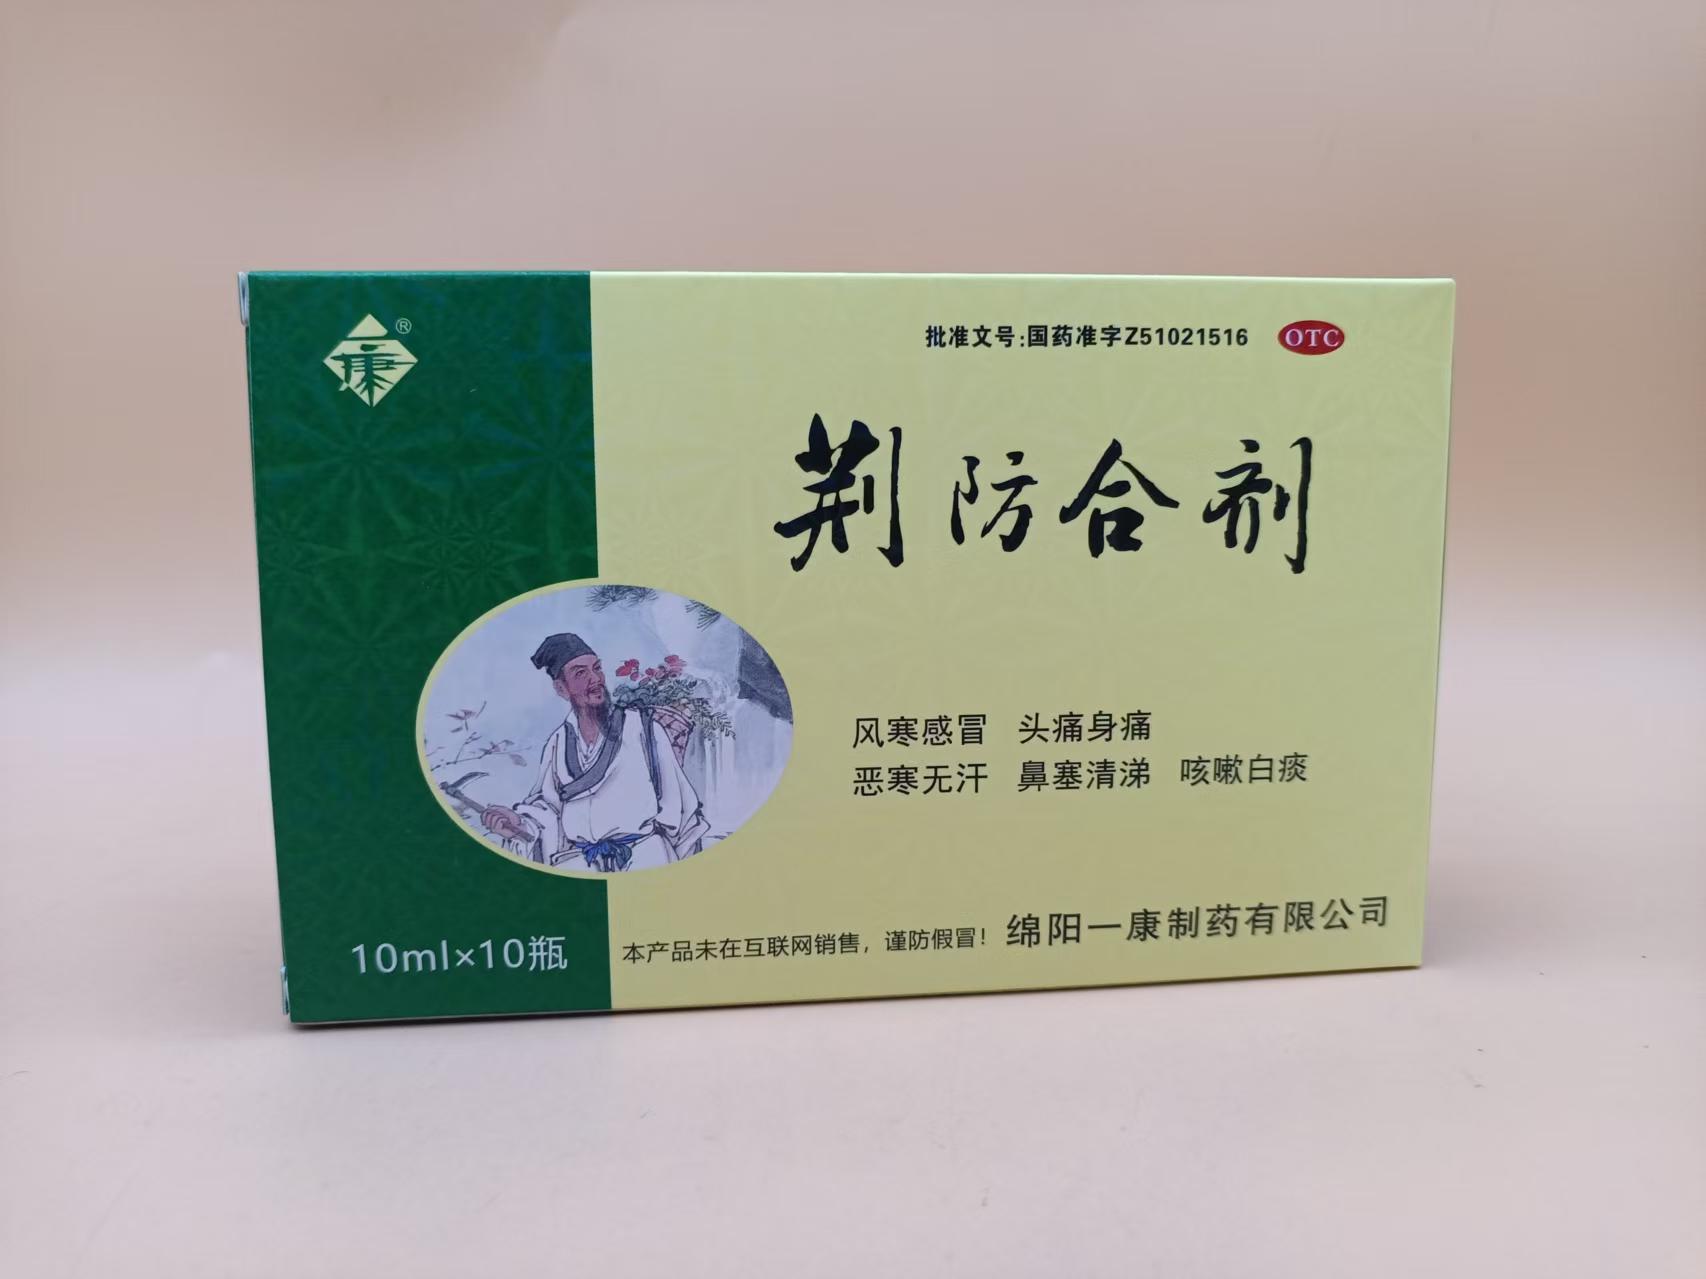 一康®
批准文号:国药准字Z51021516 OTC
荆防合剂
风寒感冒 头痛身痛
恶寒无汗 鼻塞清涕 咳嗽白痰
10ml×10瓶
本产品未在互联网销售，谨防假冒! 绵阳一康制药有限公司